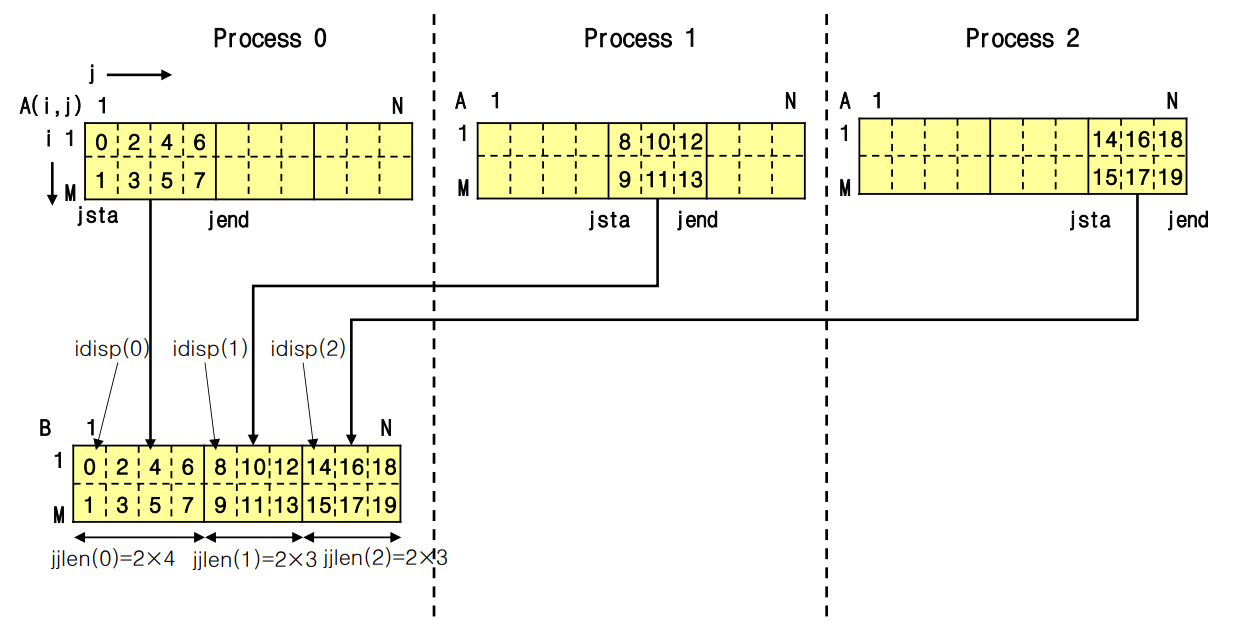 Process 0 Process 1 Process 2
j
A(i,j) 1 N A 1 N A 1 N
i 1 0 2 4 6 1 8 10 12 1 14 16 18
M 1 3 5 7 M 9 11 13 M 15 17 19
jsta jend jsta jend jsta jend
idisp(0) idisp(1) idisp(2)
B 1 N
1 0 2 4 6 8 10 12 14 16 18
M 1 3 5 7 9 11 13 15 17 19
jjlen(0)=2×4 jjlen(1)=2×3 jjlen(2)=2×3